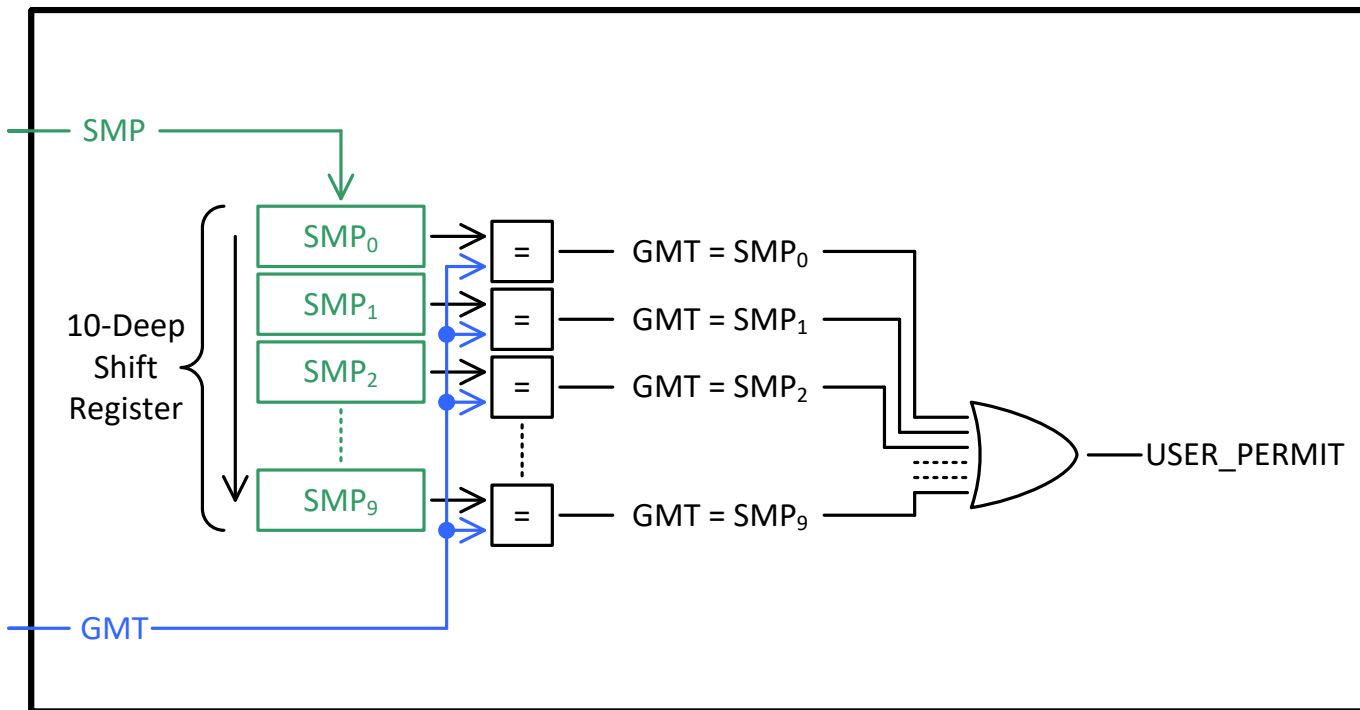 SMP
SMP₀
= GMT = SMP₀
SMP₁
= GMT = SMP₁
10-Deep
Shift
Register
SMP₂
= GMT = SMP₂
USER_PERMIT
SMP₉
= GMT = SMP₉
GMT